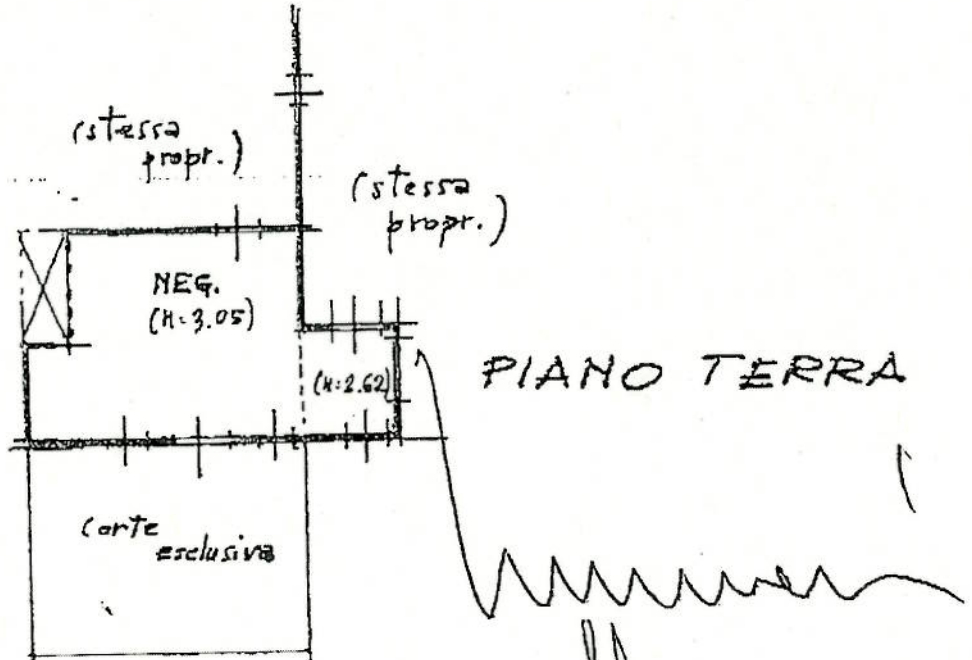 (stessa
propr.)
(stessa
propr.)
NEG.
(H=3.05)
(H=2.62)
PIANO TERRA
Corte
esclusiva